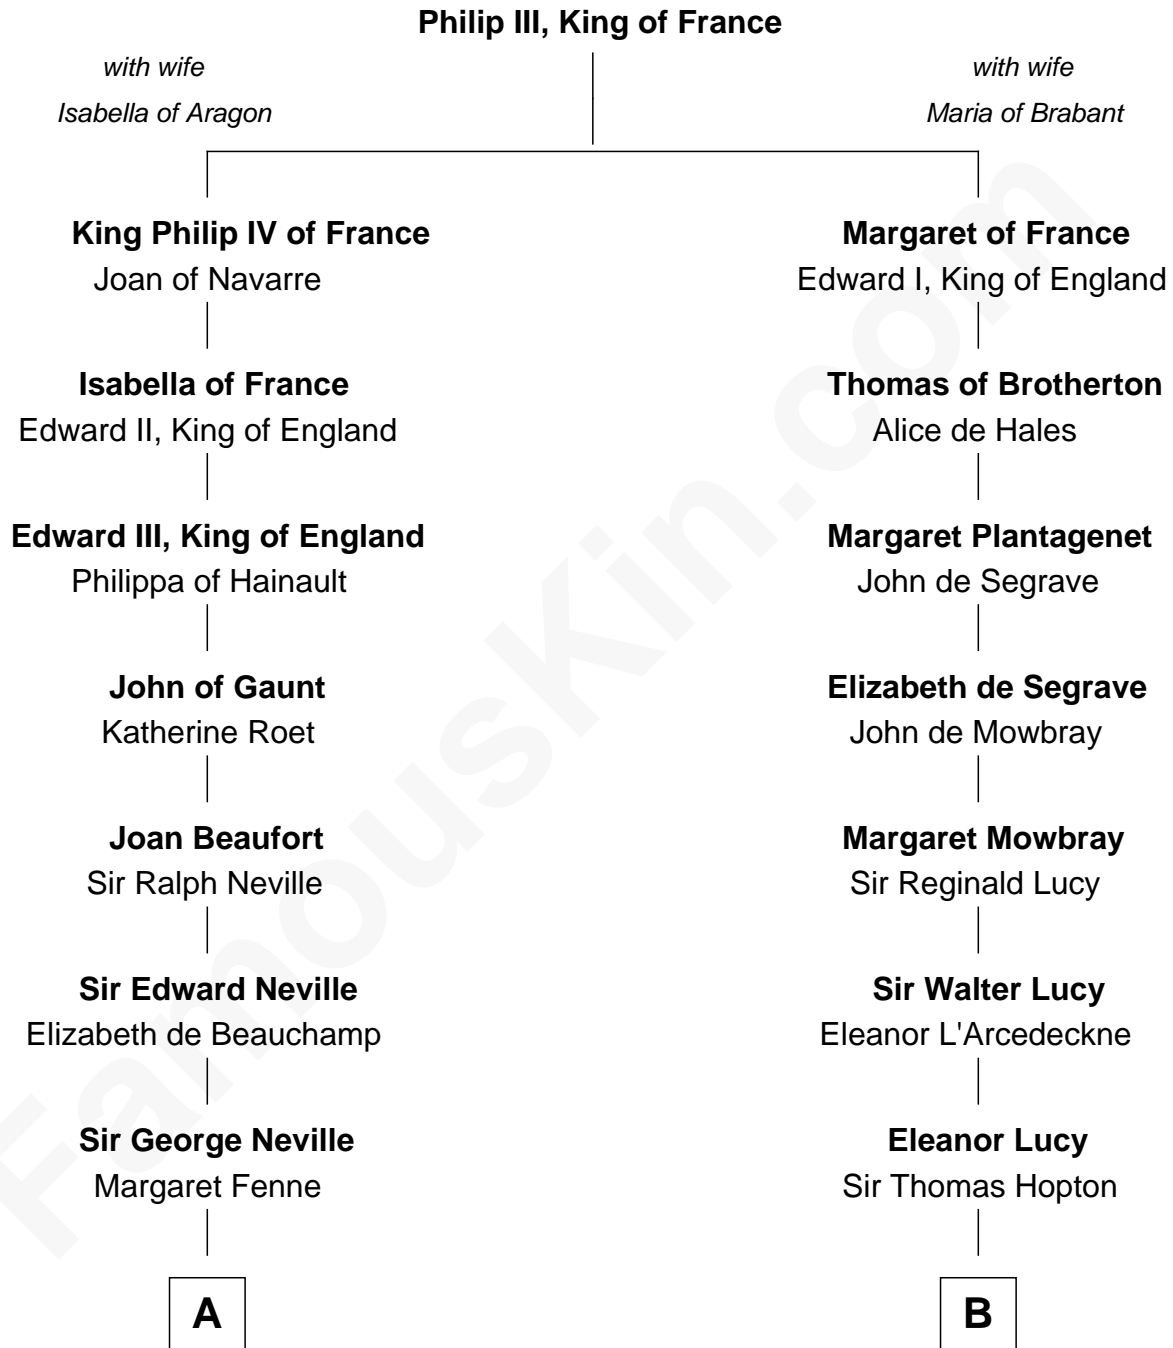 Philip III, King of France
with wife
Isabella of Aragon
with wife
Maria of Brabant
King Philip IV of France
Joan of Navarre
Margaret of France
Edward I, King of England
Isabella of France
Edward II, King of England
Thomas of Brotherton
Alice de Hales
Edward III, King of England
Philippa of Hainault
Margaret Plantagenet
John de Segrave
John of Gaunt
Katherine Roet
Elizabeth de Segrave
John de Mowbray
Joan Beaufort
Sir Ralph Neville
Margaret Mowbray
Sir Reginald Lucy
Sir Edward Neville
Elizabeth de Beauchamp
Sir Walter Lucy
Eleanor L'Arcedeckne
Sir George Neville
Margaret Fenne
Eleanor Lucy
Sir Thomas Hopton
A
B
FamousKin.com